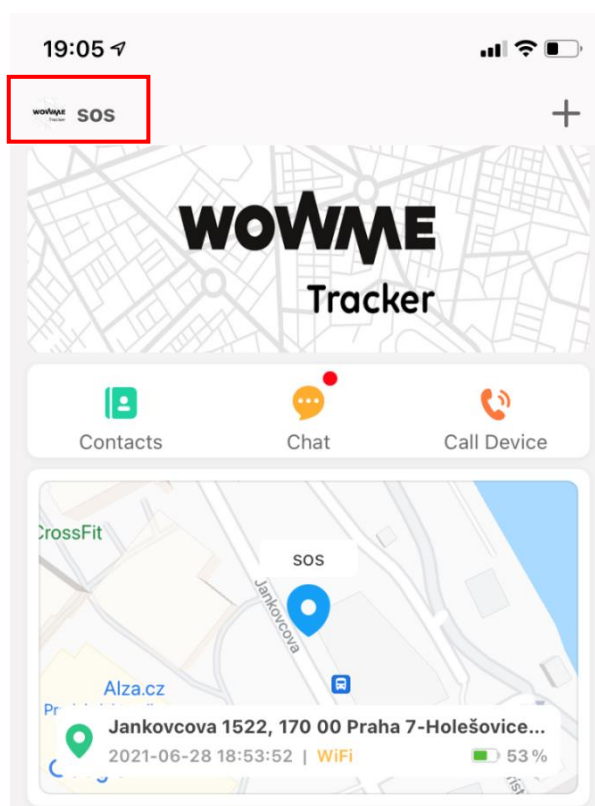 19:05
WOWME Tracker sos
+
WOWME
Tracker
Contacts
Chat
Call Device
CrossFit
sos
Jankovcova
Alza.cz
Jankovcova 1522, 170 00 Praha 7-Holešovice...
2021-06-28 18:53:52 | WiFi
53 %